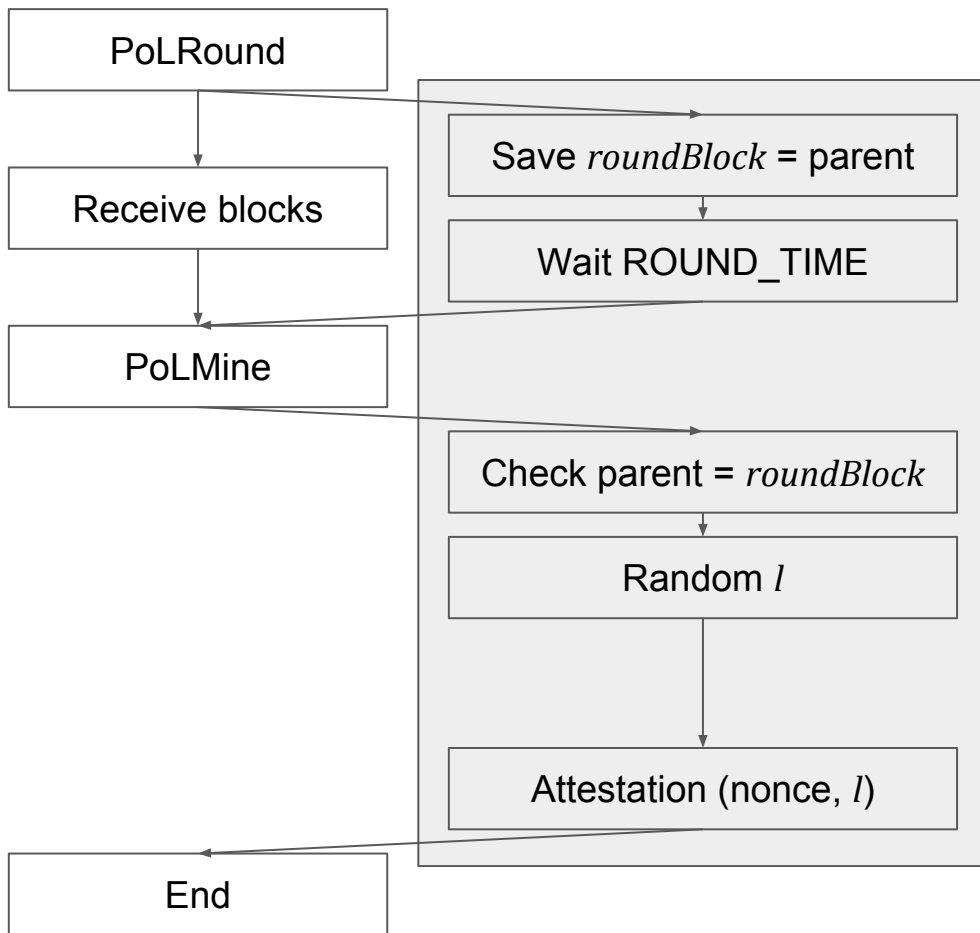 PoLRound
Save roundBlock = parent
Receive blocks
Wait ROUND_TIME
PoLMine
Check parent = roundBlock
Random l
Attestation (nonce, l)
End